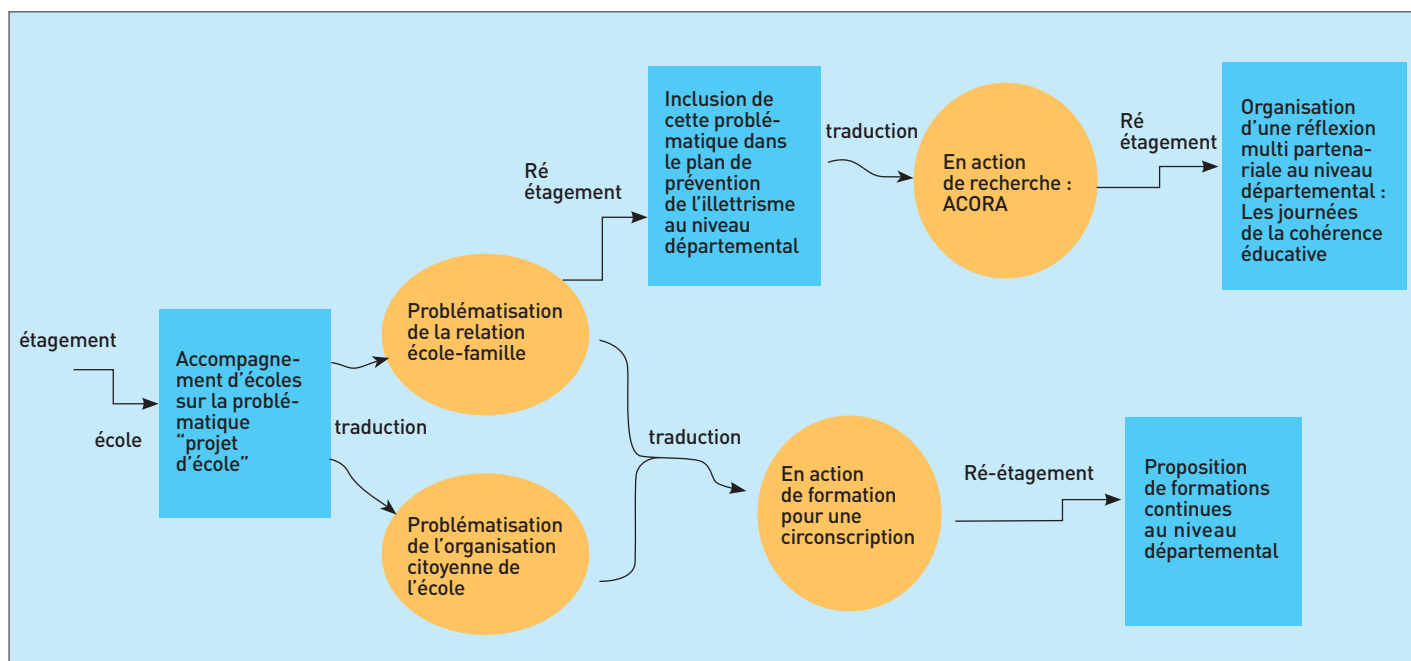 étagement
école
Accompagne-
ment d’écoles
sur la problé-
matique
“projet
d’école”
traduction
Problématisation
de la relation
école-famille
Problématisation
de l’organisation
citoyenne de
l’école
Ré
étagement
Inclusion de
cette problé-
matique dans
le plan de
prévention
de l’illettrisme
au niveau
départemental
traduction
En action
de recherche :
ACORA
Ré
étagement
Organisation
d’une réflexion
multi partena-
riale au niveau
départemental :
Les journées
de la cohérence
éducative
traduction
En action
de formation
pour une
circonscription
Ré-étagement
Proposition
de formations
continues
au niveau
départemental